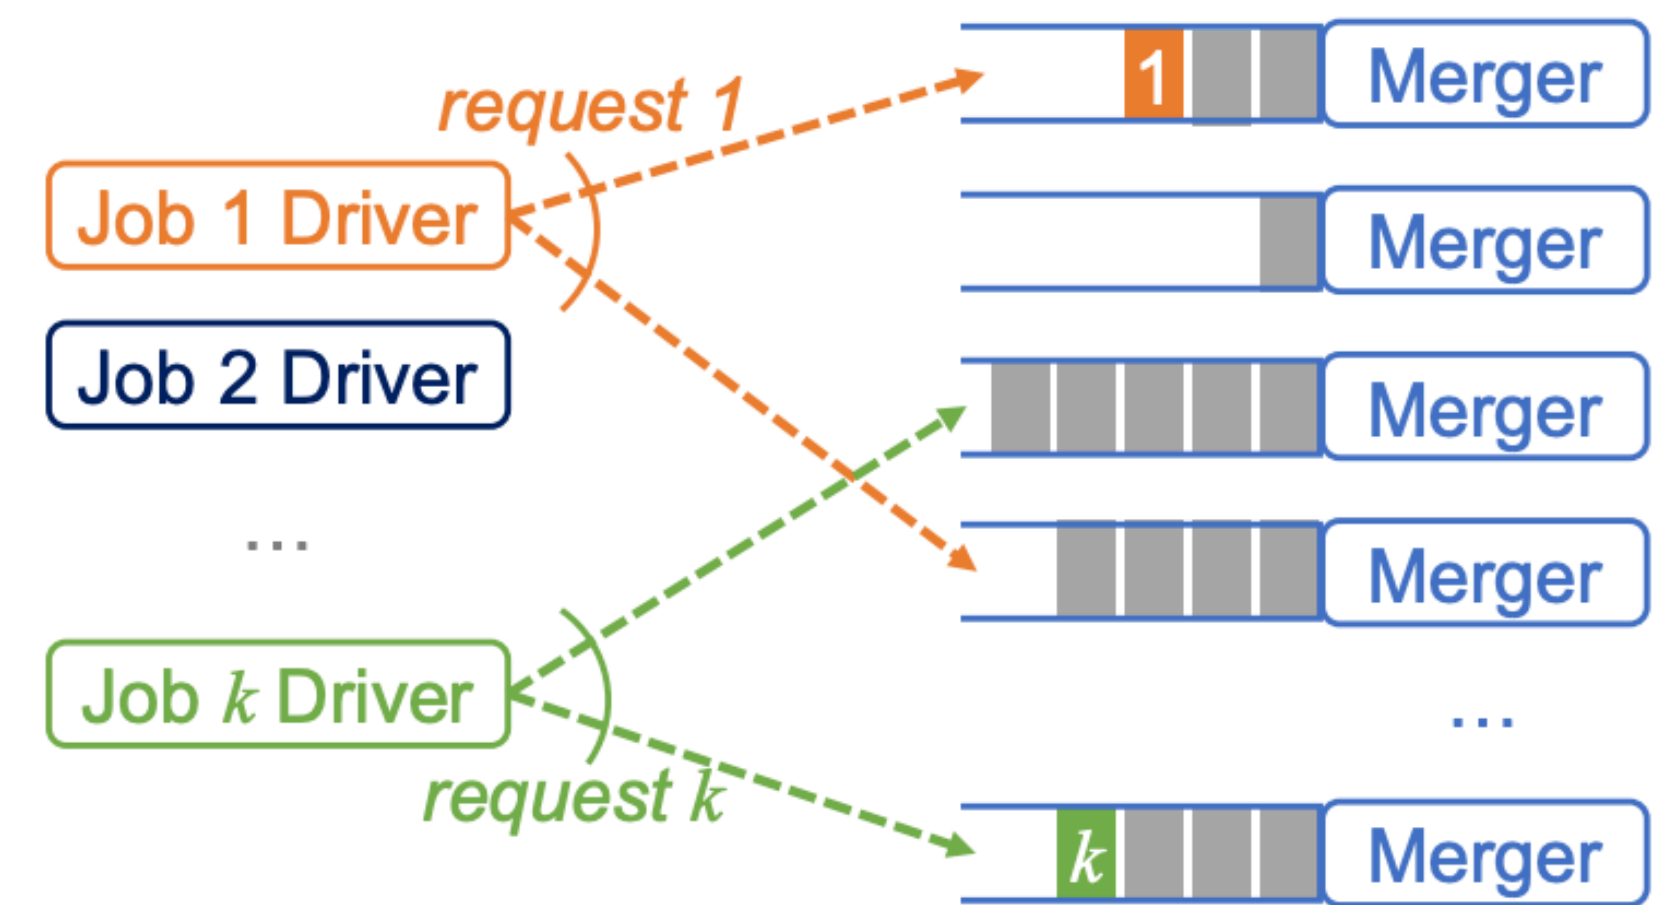 request 1
1
Merger
Job 1 Driver
Merger
Job 2 Driver
Merger
...
Merger
Job k Driver
...
request k
k
Merger